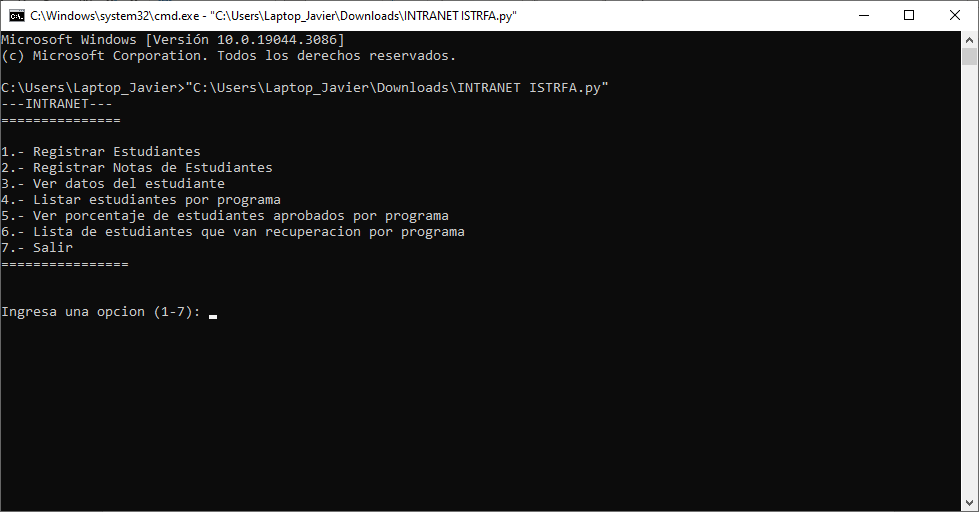 C:\Windows\system32\cmd.exe - "C:\Users\Laptop_Javier\Downloads\INTRANET ISTRFA.py"
Microsoft Windows [Versión 10.0.19044.3086]
(c) Microsoft Corporation. Todos los derechos reservados.
C:\Users\Laptop_Javier>"C:\Users\Laptop_Javier\Downloads\INTRANET ISTRFA.py"
---INTRANET---
===============
1.- Registrar Estudiantes
2.- Registrar Notas de Estudiantes
3.- Ver datos del estudiante
4.- Listar estudiantes por programa
5.- Ver porcentaje de estudiantes aprobados por programa
6.- Lista de estudiantes que van recuperacion por programa
7.- Salir
================
Ingresa una opcion (1-7):